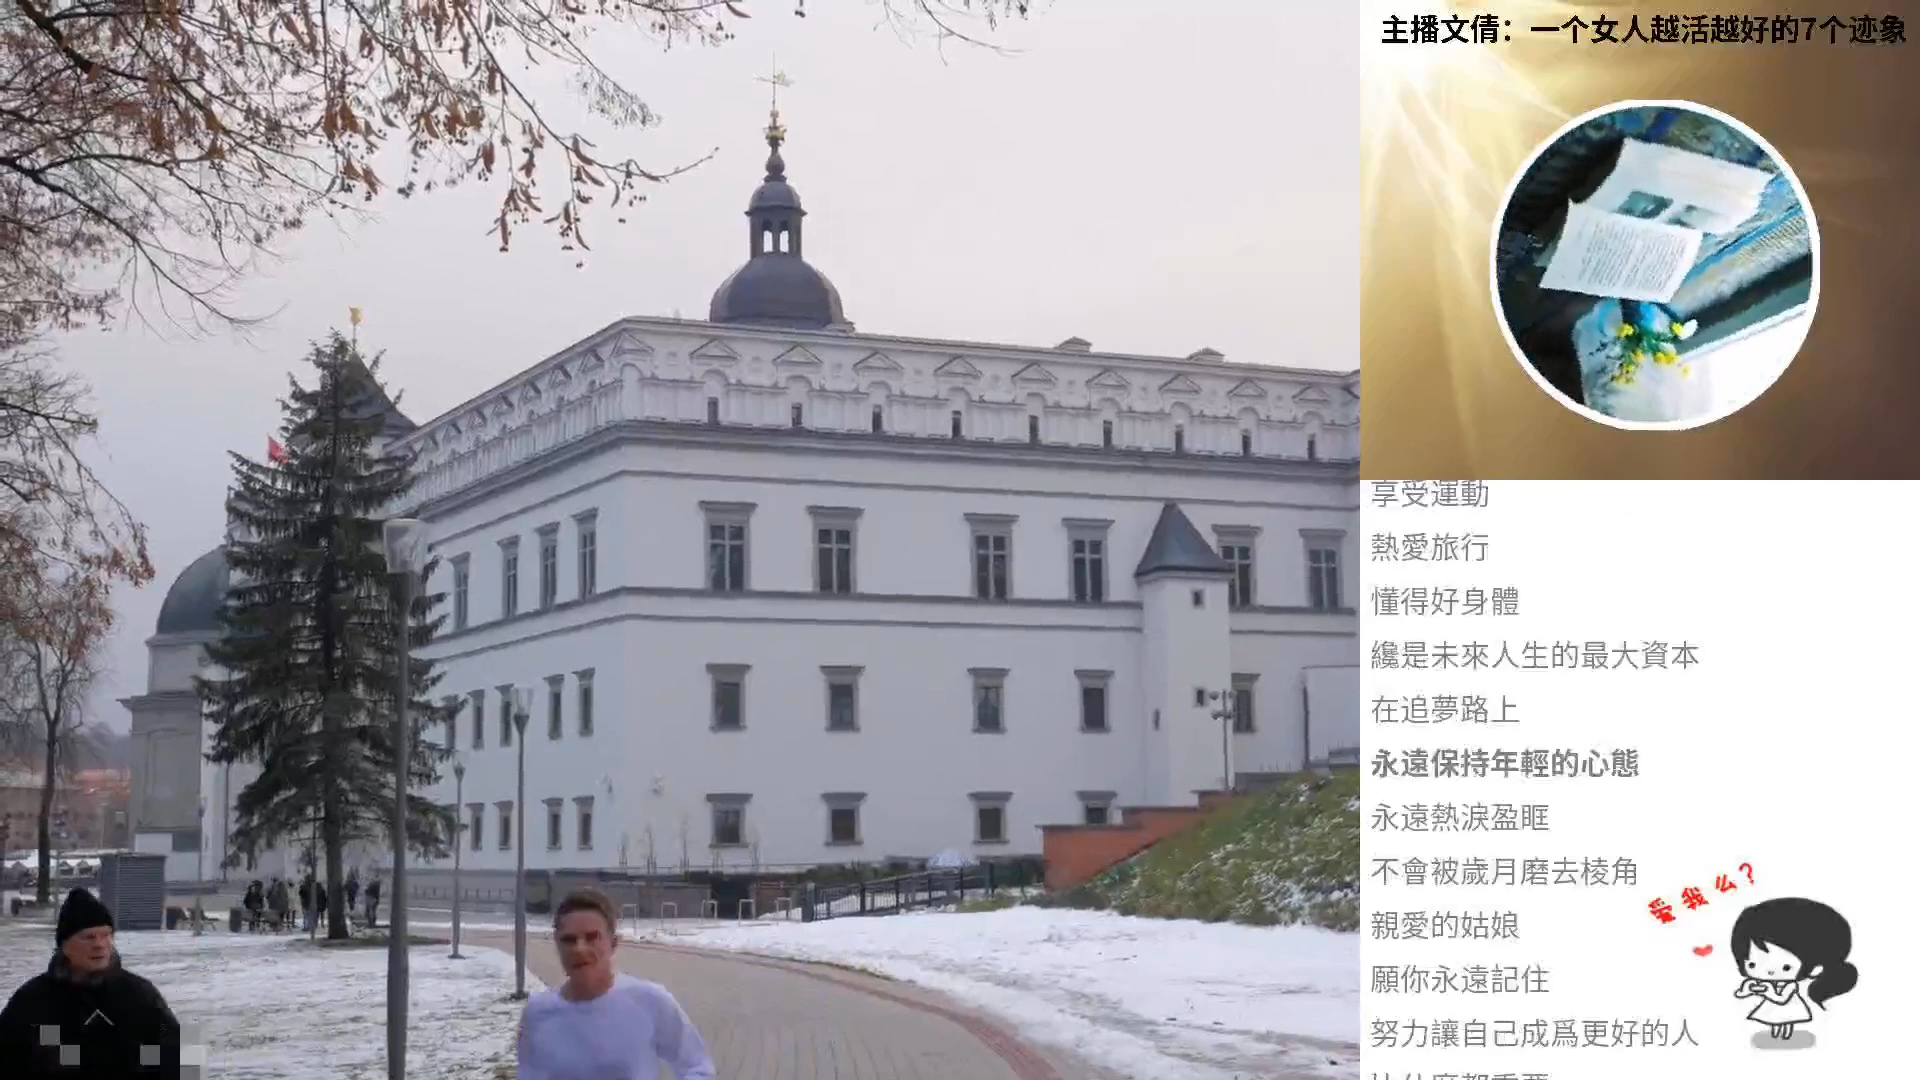 主播文倩：一个女人越活越好的7个迹象
享受運動
熱愛旅行
懂得好身體
纔是未來人生的最大資本
在追夢路上
永遠保持年輕的心態
永遠熱淚盈眶
不會被歲月磨去棱角
親愛的姑娘
願你永遠記住
努力讓自己成爲更好的人
爱我么？